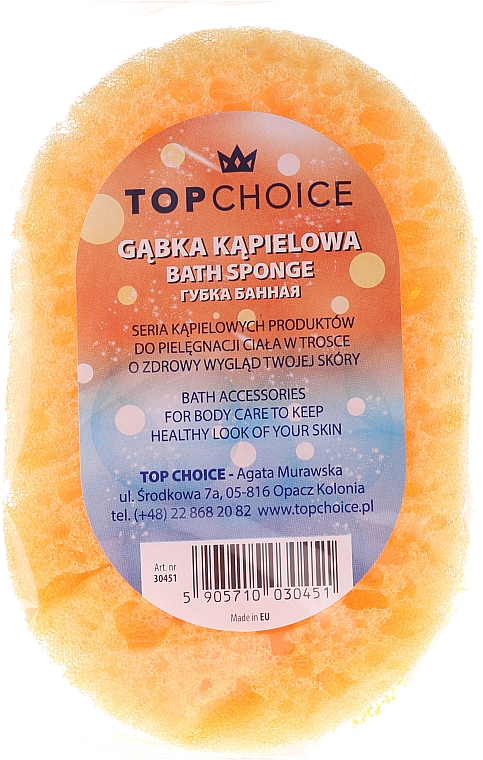 TOPCHOICE
GĄBKA KĄPIELOWA
BATH SPONGE
ГУБКА БАННАЯ
SERIA KĄPIELOWYCH PRODUKTÓW
DO PIELĘGNACJI CIAŁA W TROSCE
O ZDROWY WYGLĄD TWOJEJ SKÓRY
BATH ACCESSORIES
FOR BODY CARE TO KEEP
HEALTHY LOOK OF YOUR SKIN
TOP CHOICE - Agata Murawska
ul. Środkowa 7a, 05-816 Opacz Kolonia
tel. (+48) 22 868 20 82 www.topchoice.pl
Art. nr
30451
5 905710 030451
Made in EU